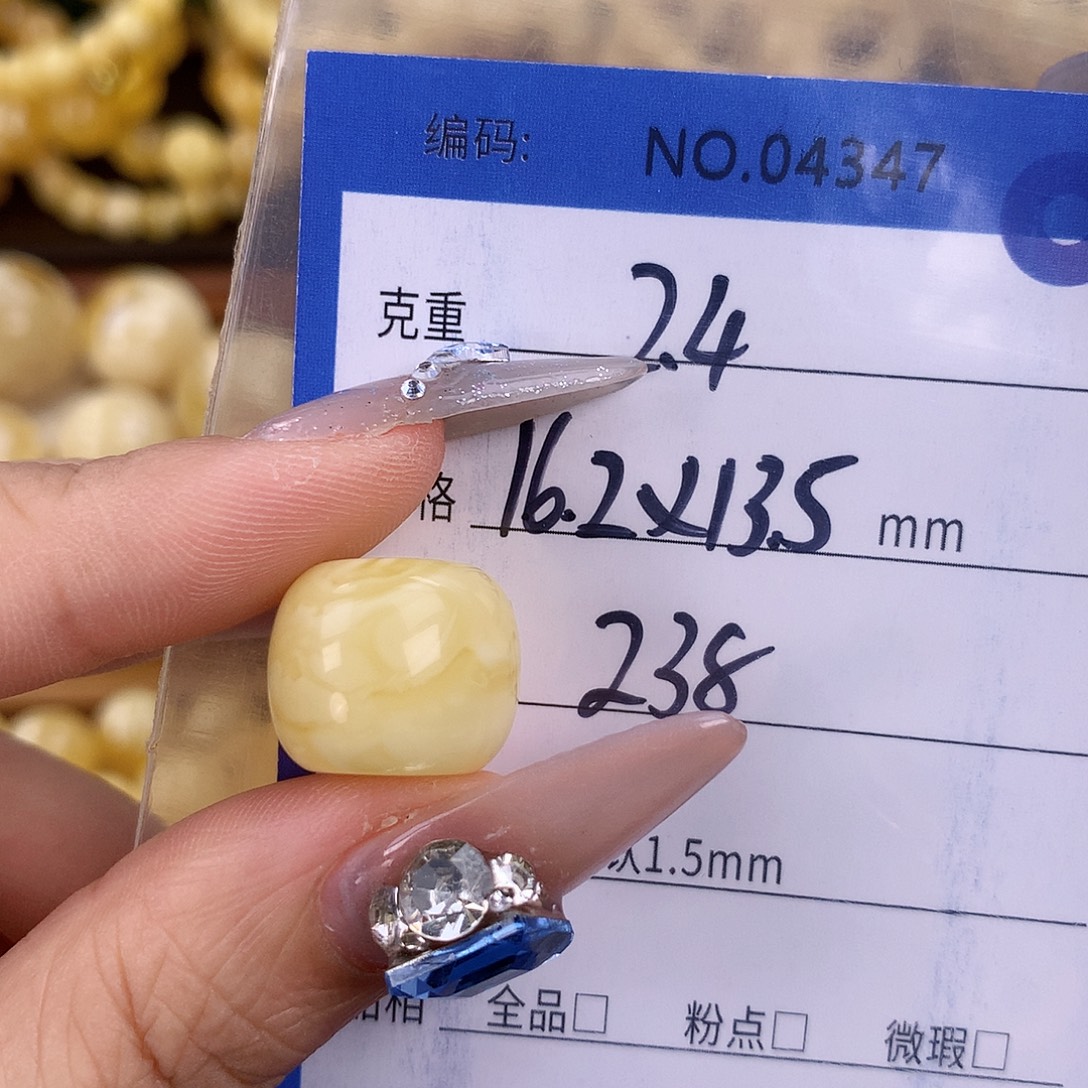 编码: NO.04347
克重 2.4
格 16.2x13.5 mm
238
1.5mm
相 全品□ 粉点□ 微瑕□